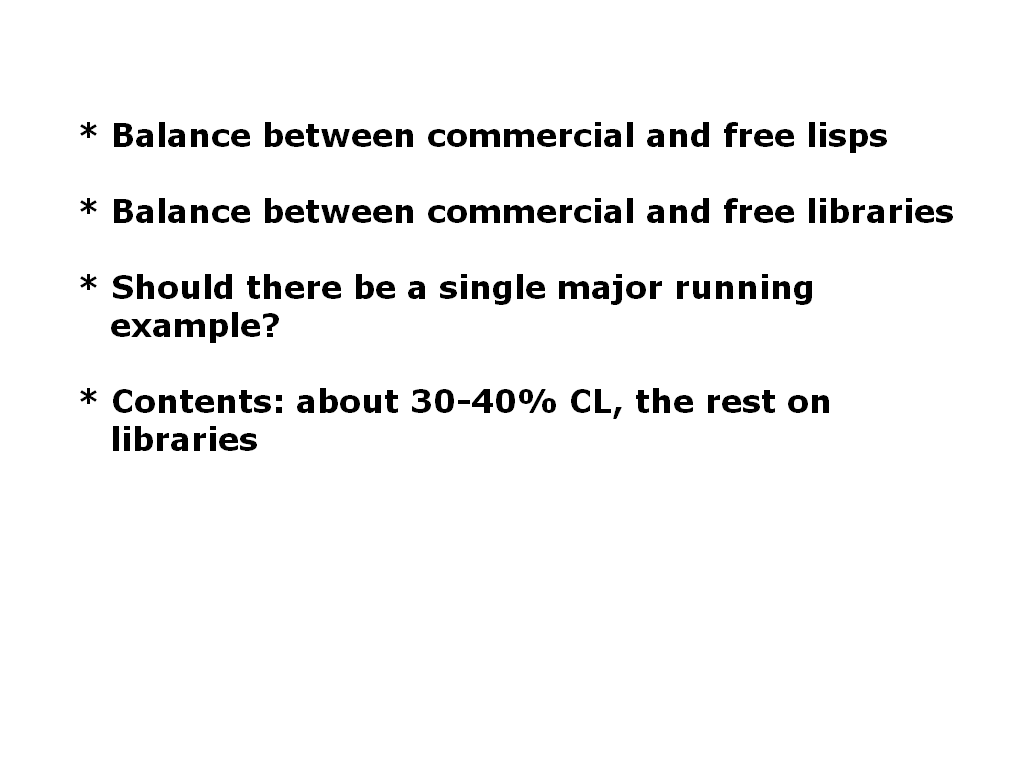 * Balance between commercial and free lisps
* Balance between commercial and free libraries
* Should there be a single major running
example?
* Contents: about 30-40% CL, the rest on
libraries